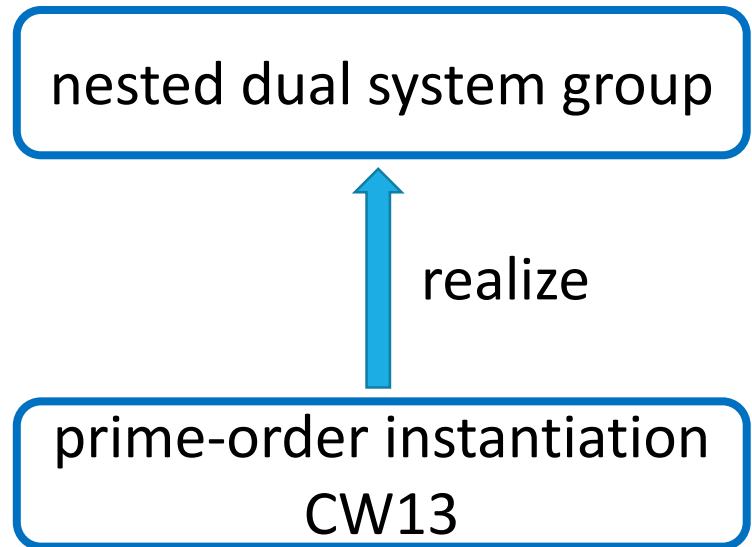 nested dual system group
realize
prime-order instantiation
CW13